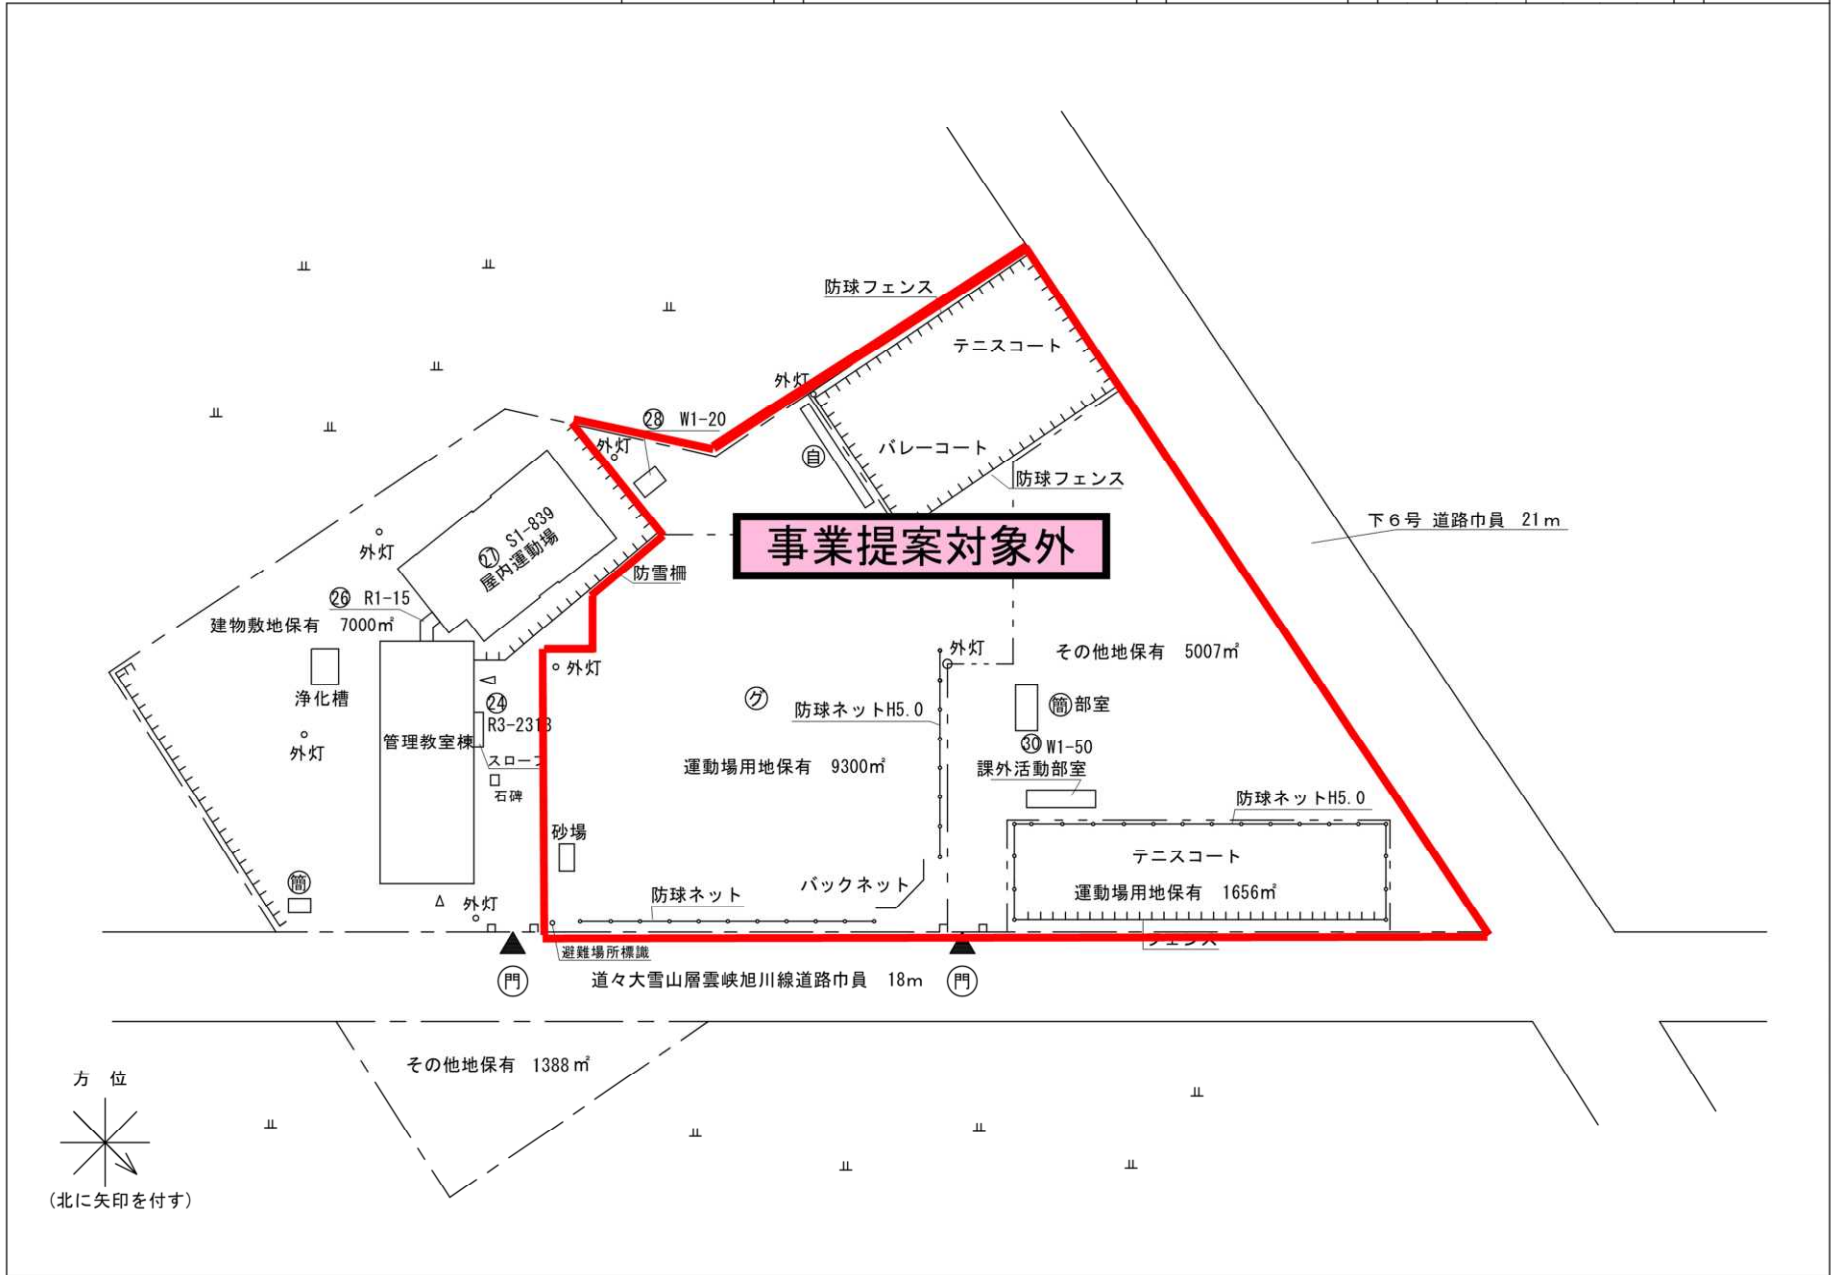 防球フェンス
テニスコート
外灯
㉘ W1-20
外灯
バレーコート
自
防球フェンス
下6号 道路巾員 21m
事業提案対象外
㉗ S1-839
屋内運動場
外灯
防雪柵
㉖ R1-15
建物敷地保有 7000㎡
外灯
外灯
その他地保有 5007㎡
浄化槽
㉔
R3-2313
グ
防球ネットH5.0
簡 部室
外灯
管理教室棟
スロープ
㉚ W1-50
運動場用地保有 9300㎡
課外活動部室
石碑
防球ネットH5.0
砂場
テニスコート
簡
バックネット
防球ネット
運動場用地保有 1656㎡
外灯
フェンス
避難場所標識
門
道々大雪山層雲峡旭川線道路巾員 18m
門
その他地保有 1388㎡
方 位
(北に矢印を付す)